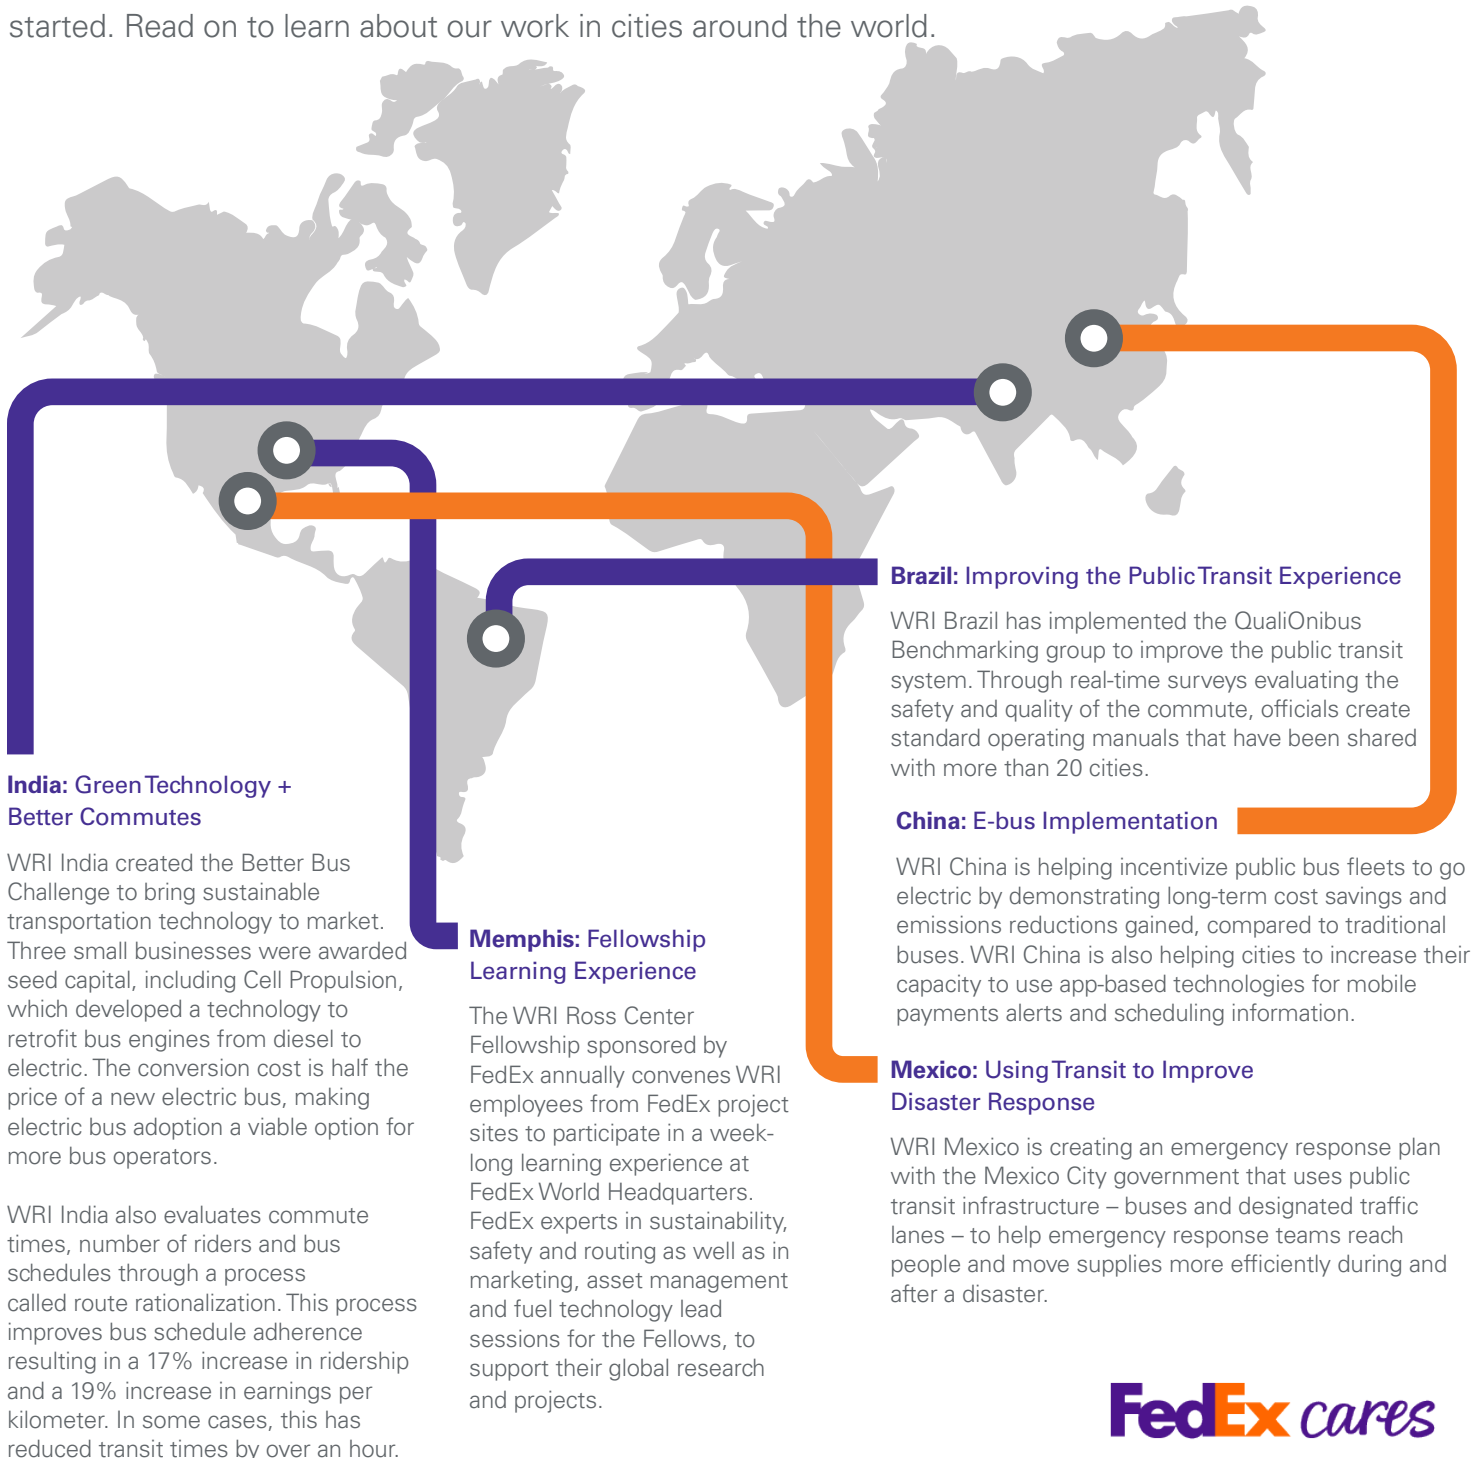 started. Read on to learn about our work in cities around the world.
India: Green Technology +
Better Commutes
WRI India created the Better Bus
Challenge to bring sustainable
transportation technology to market.
Three small businesses were awarded
seed capital, including Cell Propulsion,
which developed a technology to
retrofit bus engines from diesel to
electric. The conversion cost is half the
price of a new electric bus, making
electric bus adoption a viable option for
more bus operators.
WRI India also evaluates commute
times, number of riders and bus
schedules through a process
called route rationalization. This process
improves bus schedule adherence
resulting in a 17% increase in ridership
and a 19% increase in earnings per
kilometer. In some cases, this has
reduced transit times by over an hour.
Memphis: Fellowship
Learning Experience
The WRI Ross Center
Fellowship sponsored by
FedEx annually convenes WRI
employees from FedEx project
sites to participate in a week-
long learning experience at
FedEx World Headquarters.
FedEx experts in sustainability,
safety and routing as well as in
marketing, asset management
and fuel technology lead
sessions for the Fellows, to
support their global research
and projects.
Brazil: Improving the Public Transit Experience
WRI Brazil has implemented the QualiOnibus
Benchmarking group to improve the public transit
system. Through real-time surveys evaluating the
safety and quality of the commute, officials create
standard operating manuals that have been shared
with more than 20 cities.
China: E-bus Implementation
WRI China is helping incentivize public bus fleets to go
electric by demonstrating long-term cost savings and
emissions reductions gained, compared to traditional
buses. WRI China is also helping cities to increase their
capacity to use app-based technologies for mobile
payments alerts and scheduling information.
Mexico: Using Transit to Improve
Disaster Response
WRI Mexico is creating an emergency response plan
with the Mexico City government that uses public
transit infrastructure – buses and designated traffic
lanes – to help emergency response teams reach
people and move supplies more efficiently during and
after a disaster.
FedEx cares